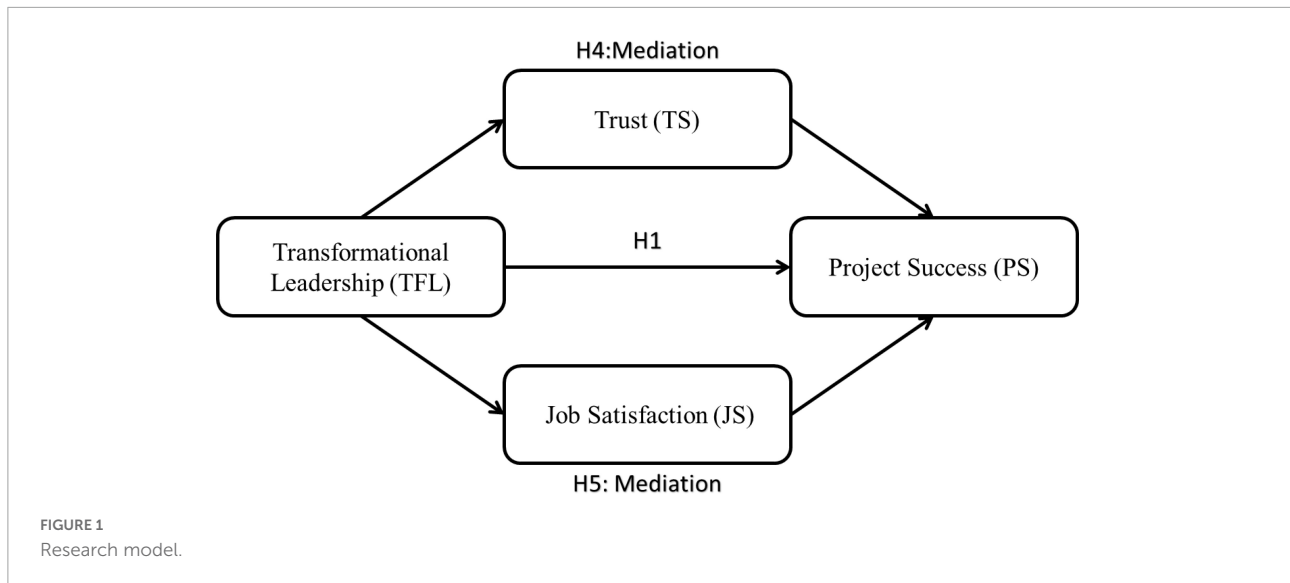 H4:Mediation
Trust (TS)
H1
Transformational
Leadership (TFL)
Project Success (PS)
Job Satisfaction (JS)
H5: Mediation
FIGURE 1
Research model.